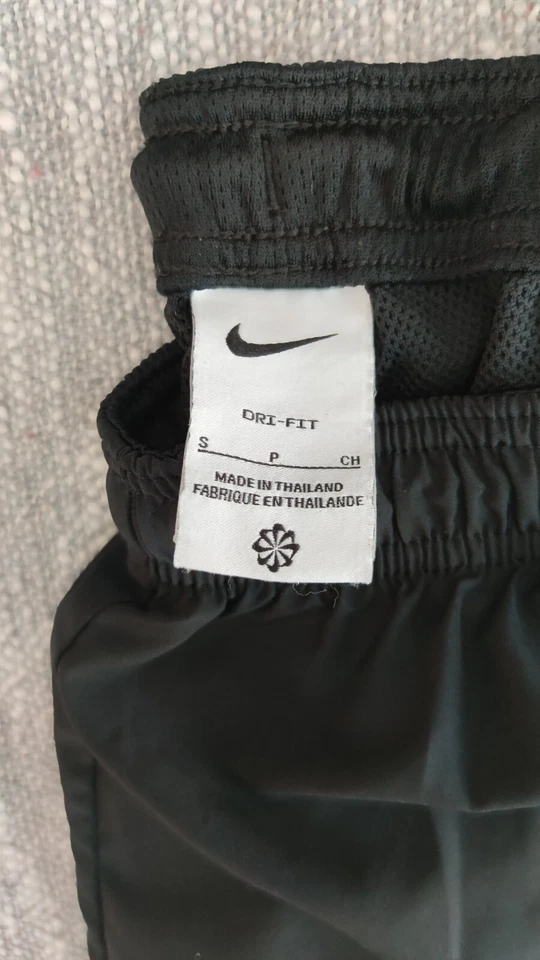 DRI-FIT
S P CH
MADE IN THAILAND
FABRIQUE EN THAILANDE